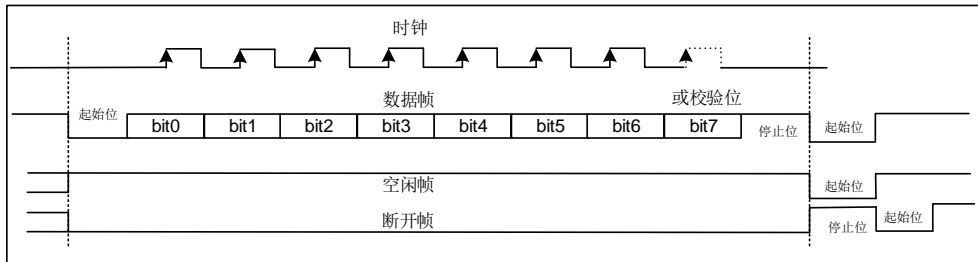 时钟
数据帧
或校验位
起始位 bit0 bit1 bit2 bit3 bit4 bit5 bit6 bit7 停止位 起始位
空闲帧 起始位
断开帧 停止位 起始位